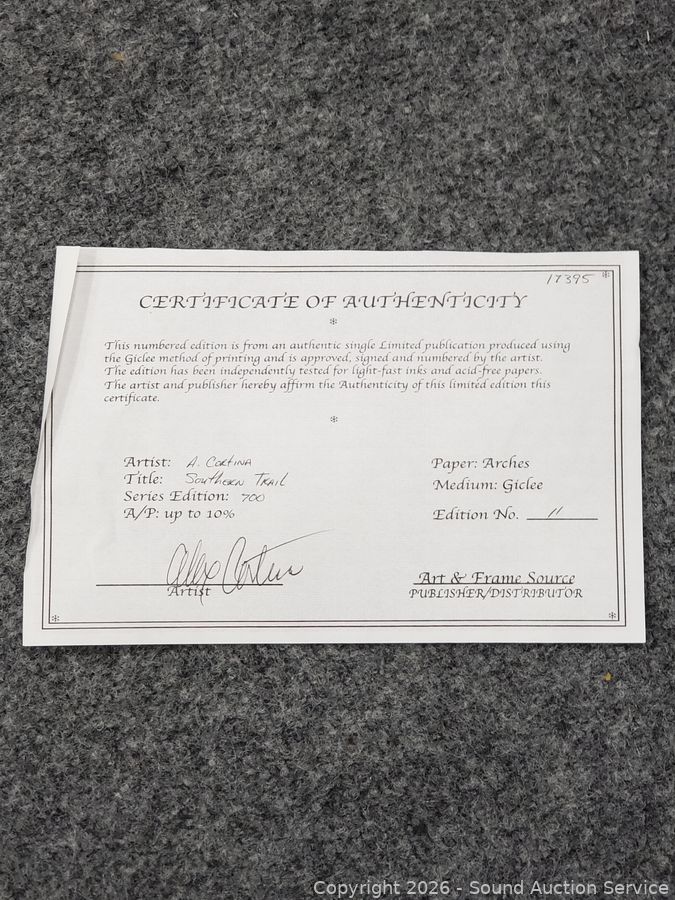 17395
CERTIFICATE OF AUTHENTICITY
This numbered edition is from an authentic single Limited publication produced using
the Giclee method of printing and is approved, signed and numbered by the artist.
The edition has been independently tested for light-fast inks and acid-free papers.
The artist and publisher hereby affirm the Authenticity of this limited edition this
certificate.
Artist: A. Cortina
Title: Southern Trail
Series Edition: 700
A/P: up to 10%
Paper: Arches
Medium: Giclee
Edition No. 11
Alex Cortina
Artist
Art & Frame Source
PUBLISHER/DISTRIBUTOR
Copyright 2026 - Sound Auction Service